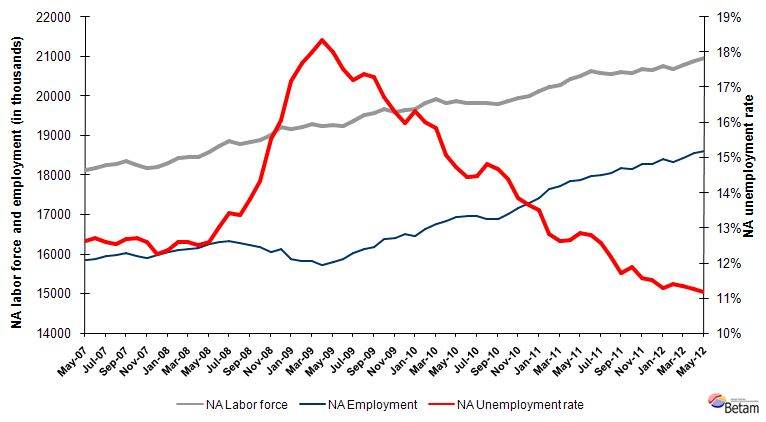 NA labor force and employment (in thousands)
22000
21000
20000
19000
18000
17000
16000
15000
14000
19%
18%
17%
16%
15%
14%
13%
12%
11%
10%
NA unemployment rate
May-07
Jul-07
Sep-07
Nov-07
Jan-08
Mar-08
May-08
Jul-08
Sep-08
Nov-08
Jan-09
Mar-09
May-09
Jul-09
Sep-09
Nov-09
Jan-10
Mar-10
May-10
Jul-10
Sep-10
Nov-10
Jan-11
Mar-11
May-11
Jul-11
Sep-11
Nov-11
Jan-12
Mar-12
May-12
NA Labor force
NA Employment
NA Unemployment rate
Betam